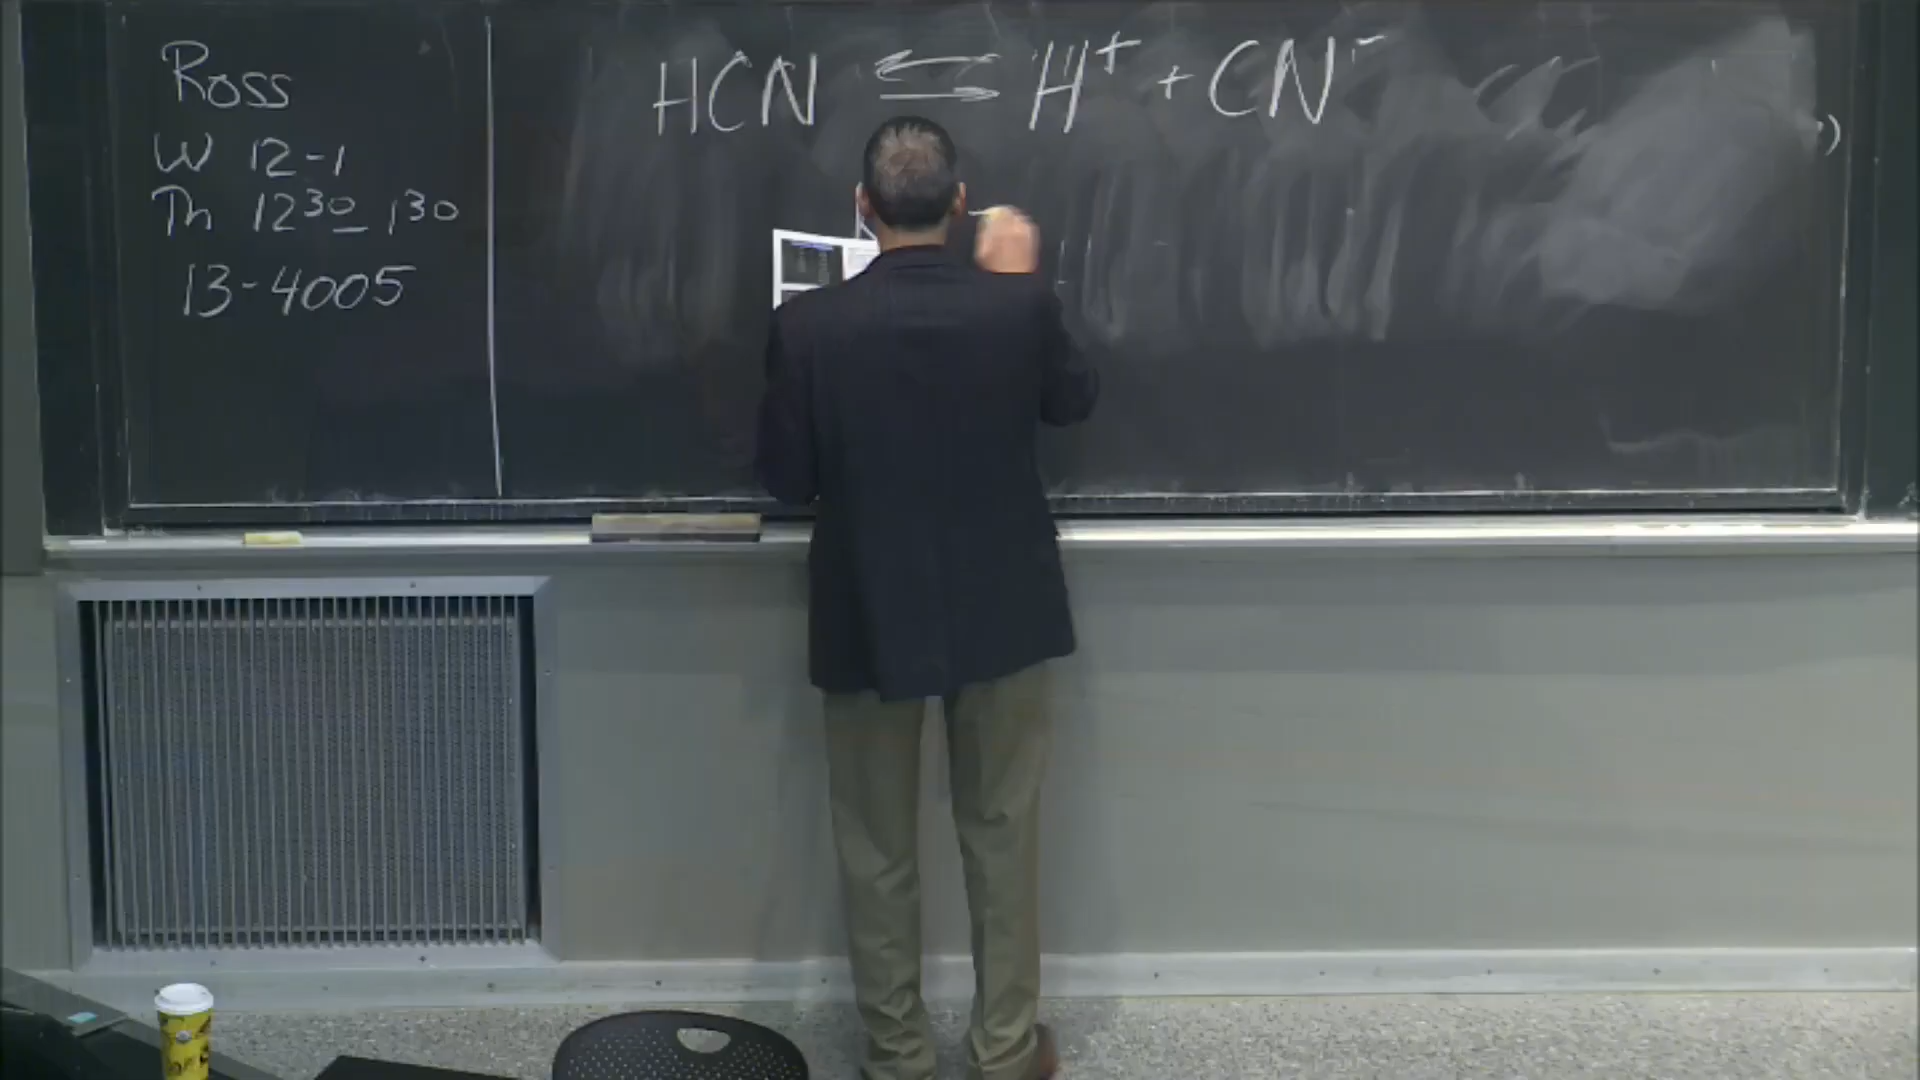 Ross
W 12-1
Th 12³⁰ - 1³⁰
13-4005
HCN ⇌ H⁺ + CN⁻